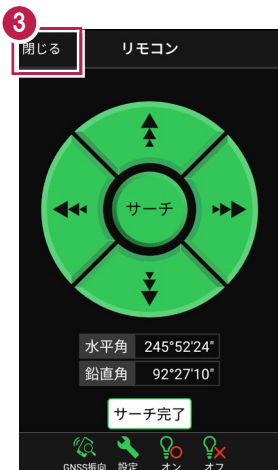 3
閉じる リモコン
サーチ
水平角 245°52'24"
鉛直角 92°27'10"
サーチ完了
GNSS振向 設定 オン オフ